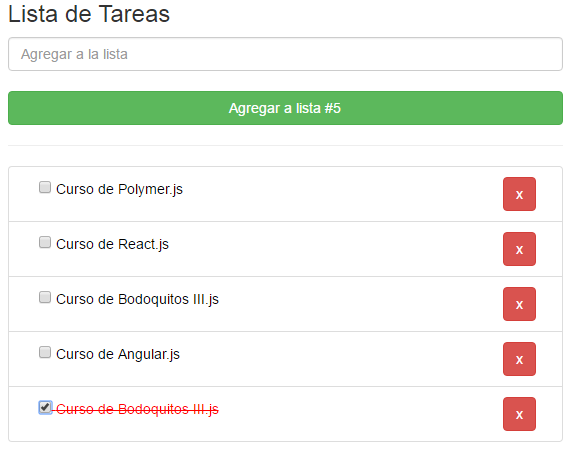 Lista de Tareas
Agregar a la lista
Agregar a lista #5
Curso de Polymer.js x
Curso de React.js x
Curso de Bodoquitos III.js x
Curso de Angular.js x
Curso de Bodoquitos III.js x